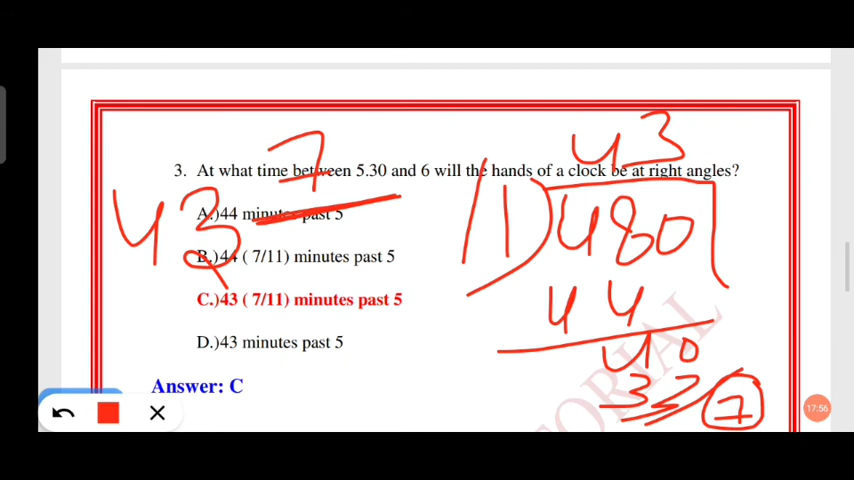 43
3. At what time between 5.30 and 6 will the hands of a clock be at right angles?
7
A.)44 minutes past 5
43
11 480
B.)44 ( 7/11) minutes past 5
44
C.)43 ( 7/11) minutes past 5
D.)43 minutes past 5
40
33
Answer: C
7
17:56
TORIAL